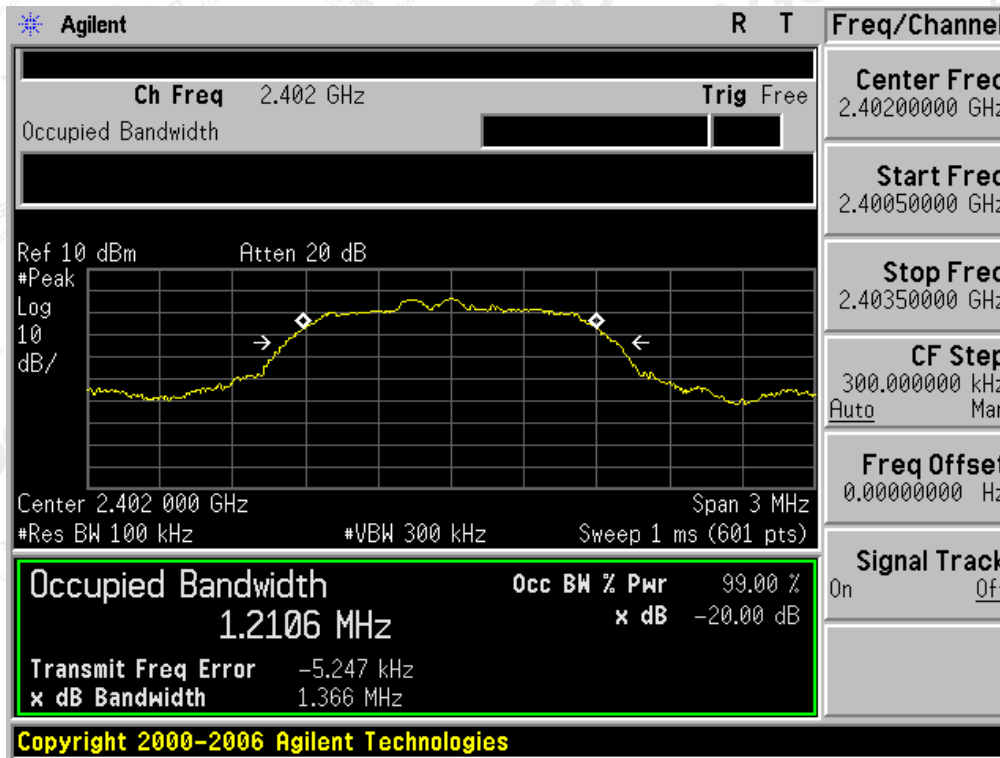 Agilent R T
Ch Freq 2.402 GHz Trig Free
Occupied Bandwidth
Ref 10 dBm Atten 20 dB
#Peak
Log
10
dB/
Center 2.402 000 GHz Span 3 MHz
#Res BW 100 kHz #VBW 300 kHz Sweep 1 ms (601 pts)
Occupied Bandwidth
1.2106 MHz
Occ BW % Pwr 99.00 %
x dB -20.00 dB
Transmit Freq Error -5.247 kHz
x dB Bandwidth 1.366 MHz
Copyright 2000-2006 Agilent Technologies
Freq/Channel
Center Freq
2.40200000 GHz
Start Freq
2.40050000 GHz
Stop Freq
2.40350000 GHz
CF Step
300.000000 kHz
Auto Man
Freq Offset
0.00000000 Hz
Signal Track
On Off